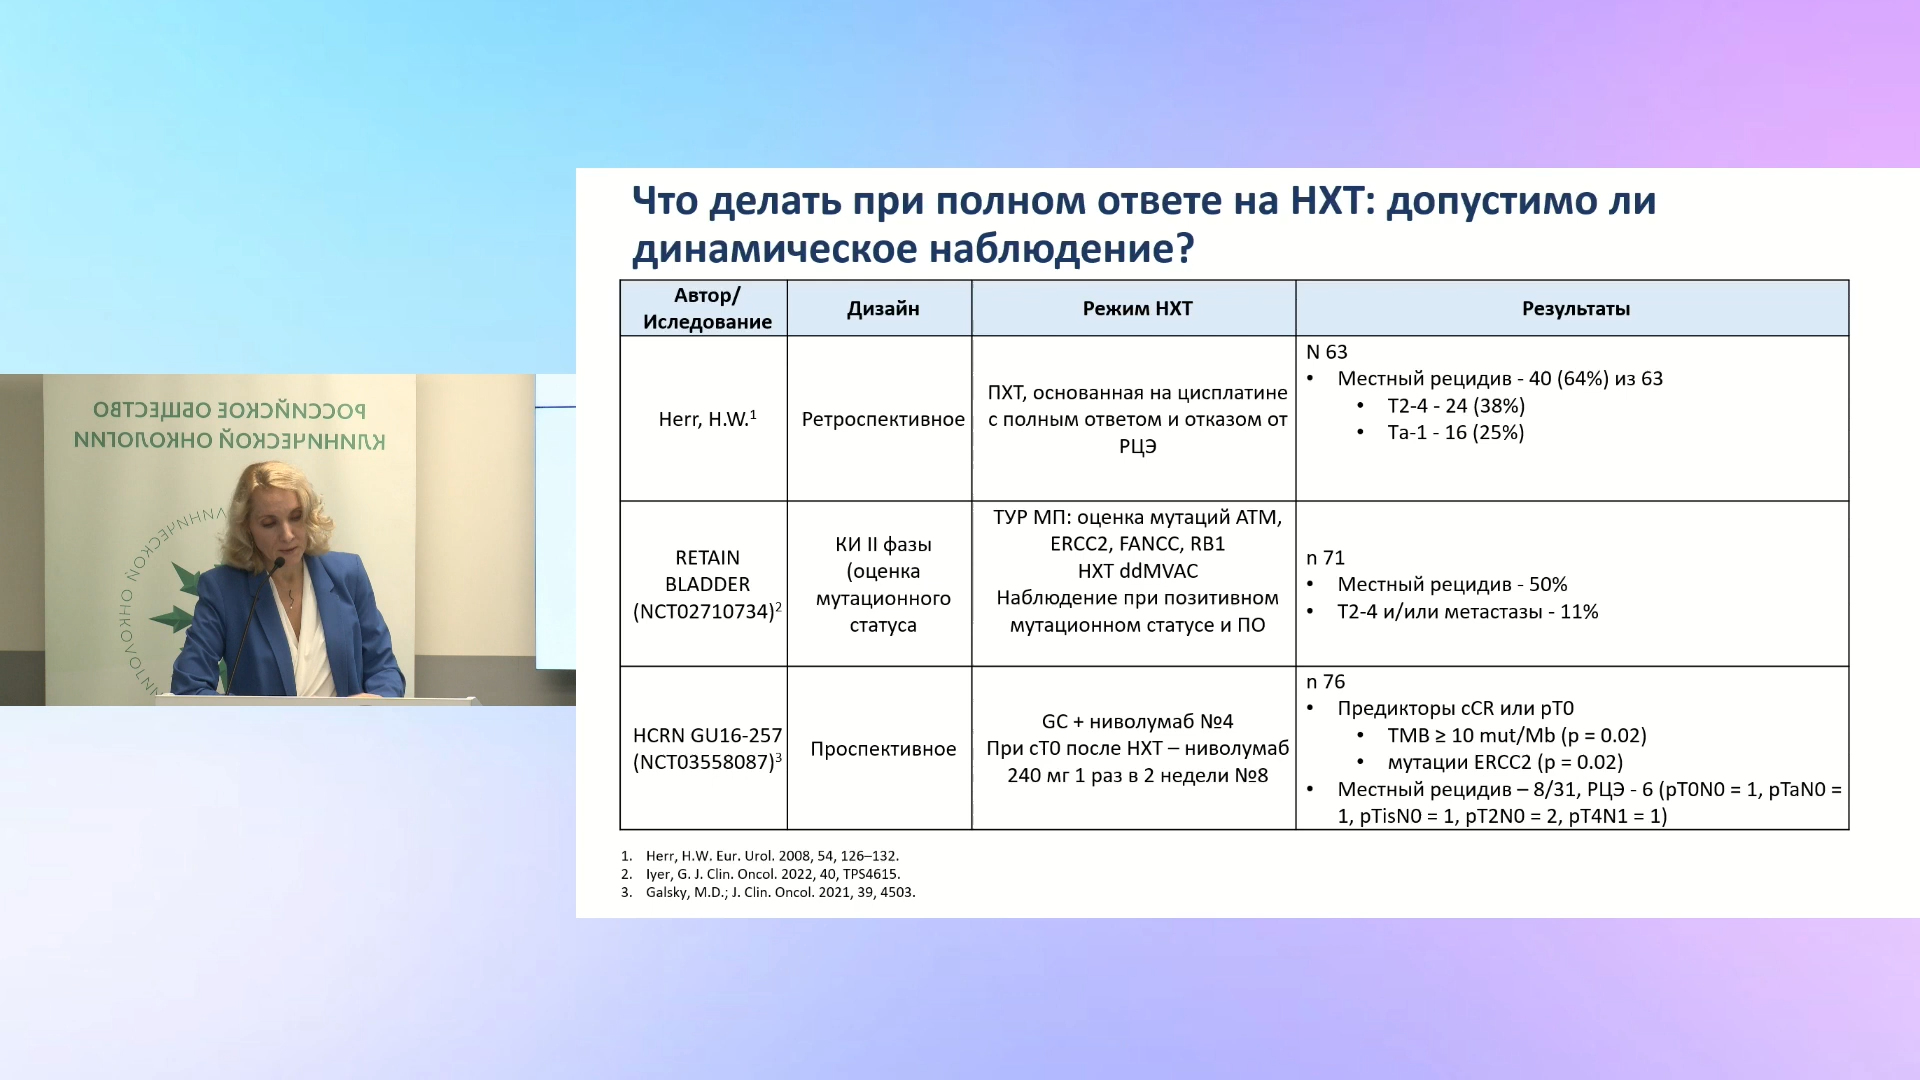 Что делать при полном ответе на НХТ: допустимо ли
динамическое наблюдение?
Автор/
Иследование
Дизайн
Режим НХТ
Результаты
Herr, H.W.1
Ретроспективное
ПХТ, основанная на цисплатине
с полным ответом и отказом от
РЦЭ
N 63
• Местный рецидив - 40 (64%) из 63
• Т2-4 - 24 (38%)
• Та-1 - 16 (25%)
RETAIN
BLADDER
(NCT02710734)2
КИ II фазы
(оценка
мутационного
статуса
ТУР МП: оценка мутаций ATM,
ERCC2, FANCC, RB1
НХТ ddMVAC
Наблюдение при позитивном
мутационном статусе и ПО
n 71
• Местный рецидив - 50%
• Т2-4 и/или метастазы - 11%
HCRN GU16-257
(NCT03558087)3
Проспективное
GC + ниволумаб №4
При сТ0 после НХТ – ниволумаб
240 мг 1 раз в 2 недели №8
n 76
• Предикторы cCR или pT0
• TMB ≥ 10 mut/Mb (p = 0.02)
• мутации ERCC2 (p = 0.02)
• Местный рецидив – 8/31, РЦЭ - 6 (pT0N0 = 1, pTaN0 =
1, pTisN0 = 1, pT2N0 = 2, pT4N1 = 1)
1. Herr, H.W. Eur. Urol. 2008, 54, 126–132.
2. Iyer, G. J. Clin. Oncol. 2022, 40, TPS4615.
3. Galsky, M.D.; J. Clin. Oncol. 2021, 39, 4503.
РОССИЙСКОЕ ОБЩЕСТВО
КЛИНИЧЕСКОЙ ОНКОЛОГИИ